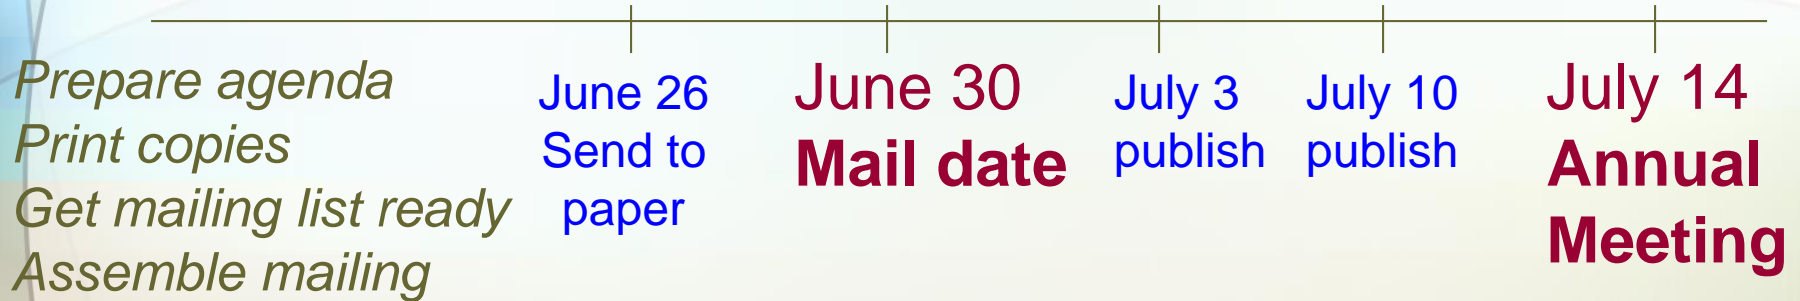 Prepare agenda
Print copies
Get mailing list ready
Assemble mailing
June 26
Send to
paper
June 30
Mail date
July 3
publish
July 10
publish
July 14
Annual
Meeting